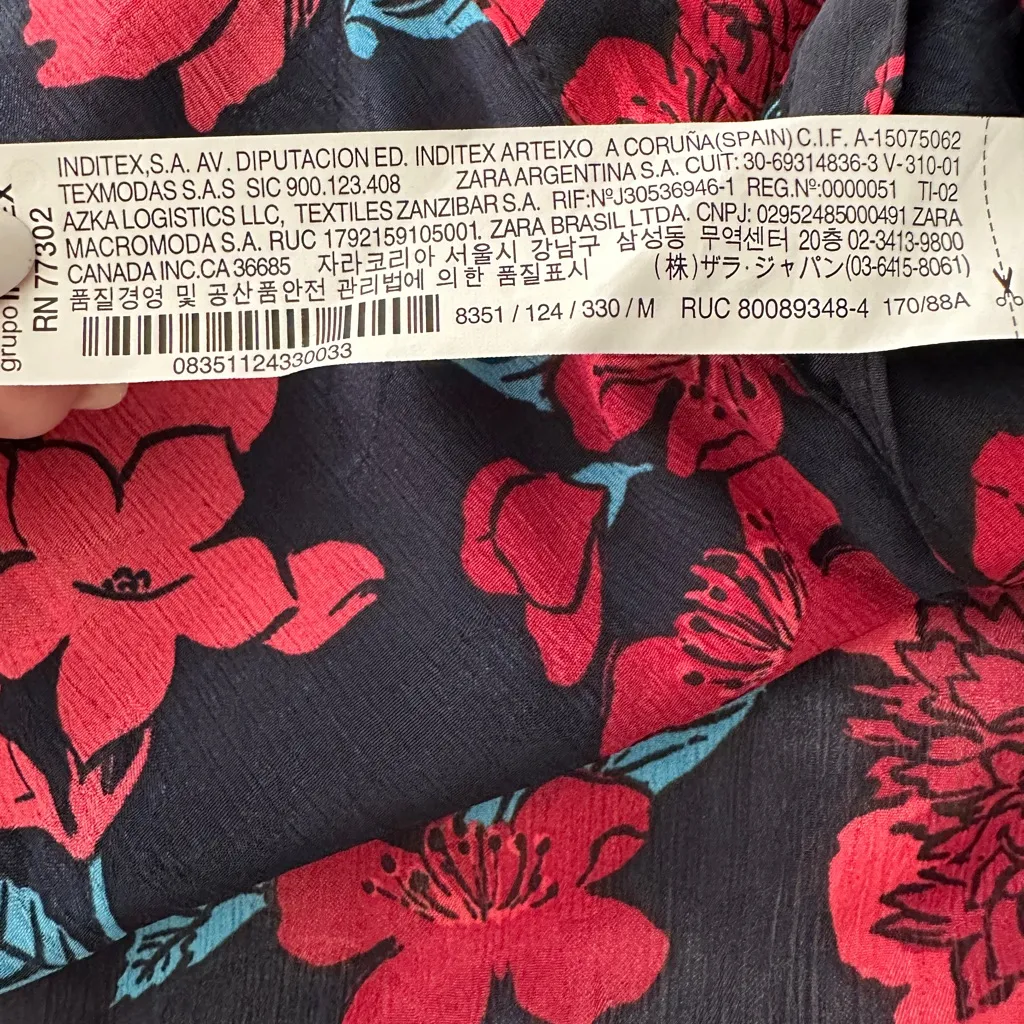 INDITEX,S.A. AV. DIPUTACION ED. INDITEX ARTEIXO A CORUÑA(SPAIN) C.I.F. A-15075062
TEXMODAS S.A.S SIC 900.123.408 ZARA ARGENTINA S.A. CUIT: 30-69314836-3 V-310-01
AZKA LOGISTICS LLC, TEXTILES ZANZIBAR S.A. RIF:NºJ30536946-1 REG.Nº:0000051 TI-02
MACROMODA S.A. RUC 1792159105001. ZARA BRASIL LTDA. CNPJ: 02952485000491 ZARA
CANADA INC.CA 36685 자라코리아 서울시 강남구 삼성동 무역센터 20층 02-3413-9800
품질경영 및 공산품안전 관리법에 의한 품질표시 (株)ザラ·ジャパン(03-6415-8061)
8351 / 124 / 330 / M RUC 80089348-4 170/88A
08351124330033
RN 77302
grupo